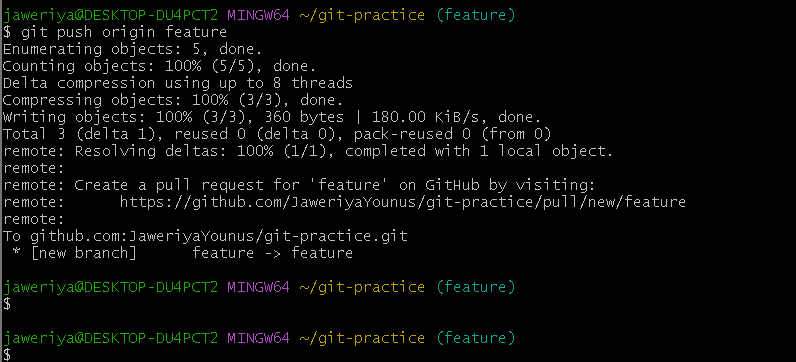 jaweriya@DESKTOP-DU4PCT2 MINGW64 ~/git-practice (feature)
$ git push origin feature
Enumerating objects: 5, done.
Counting objects: 100% (5/5), done.
Delta compression using up to 8 threads
Compressing objects: 100% (3/3), done.
Writing objects: 100% (3/3), 360 bytes | 180.00 KiB/s, done.
Total 3 (delta 1), reused 0 (delta 0), pack-reused 0 (from 0)
remote: Resolving deltas: 100% (1/1), completed with 1 local object.
remote:
remote: Create a pull request for 'feature' on GitHub by visiting:
remote:      https://github.com/JaweriyaYounus/git-practice/pull/new/feature
remote:
To github.com:JaweriyaYounus/git-practice.git
 * [new branch]      feature -> feature
jaweriya@DESKTOP-DU4PCT2 MINGW64 ~/git-practice (feature)
$
jaweriya@DESKTOP-DU4PCT2 MINGW64 ~/git-practice (feature)
$